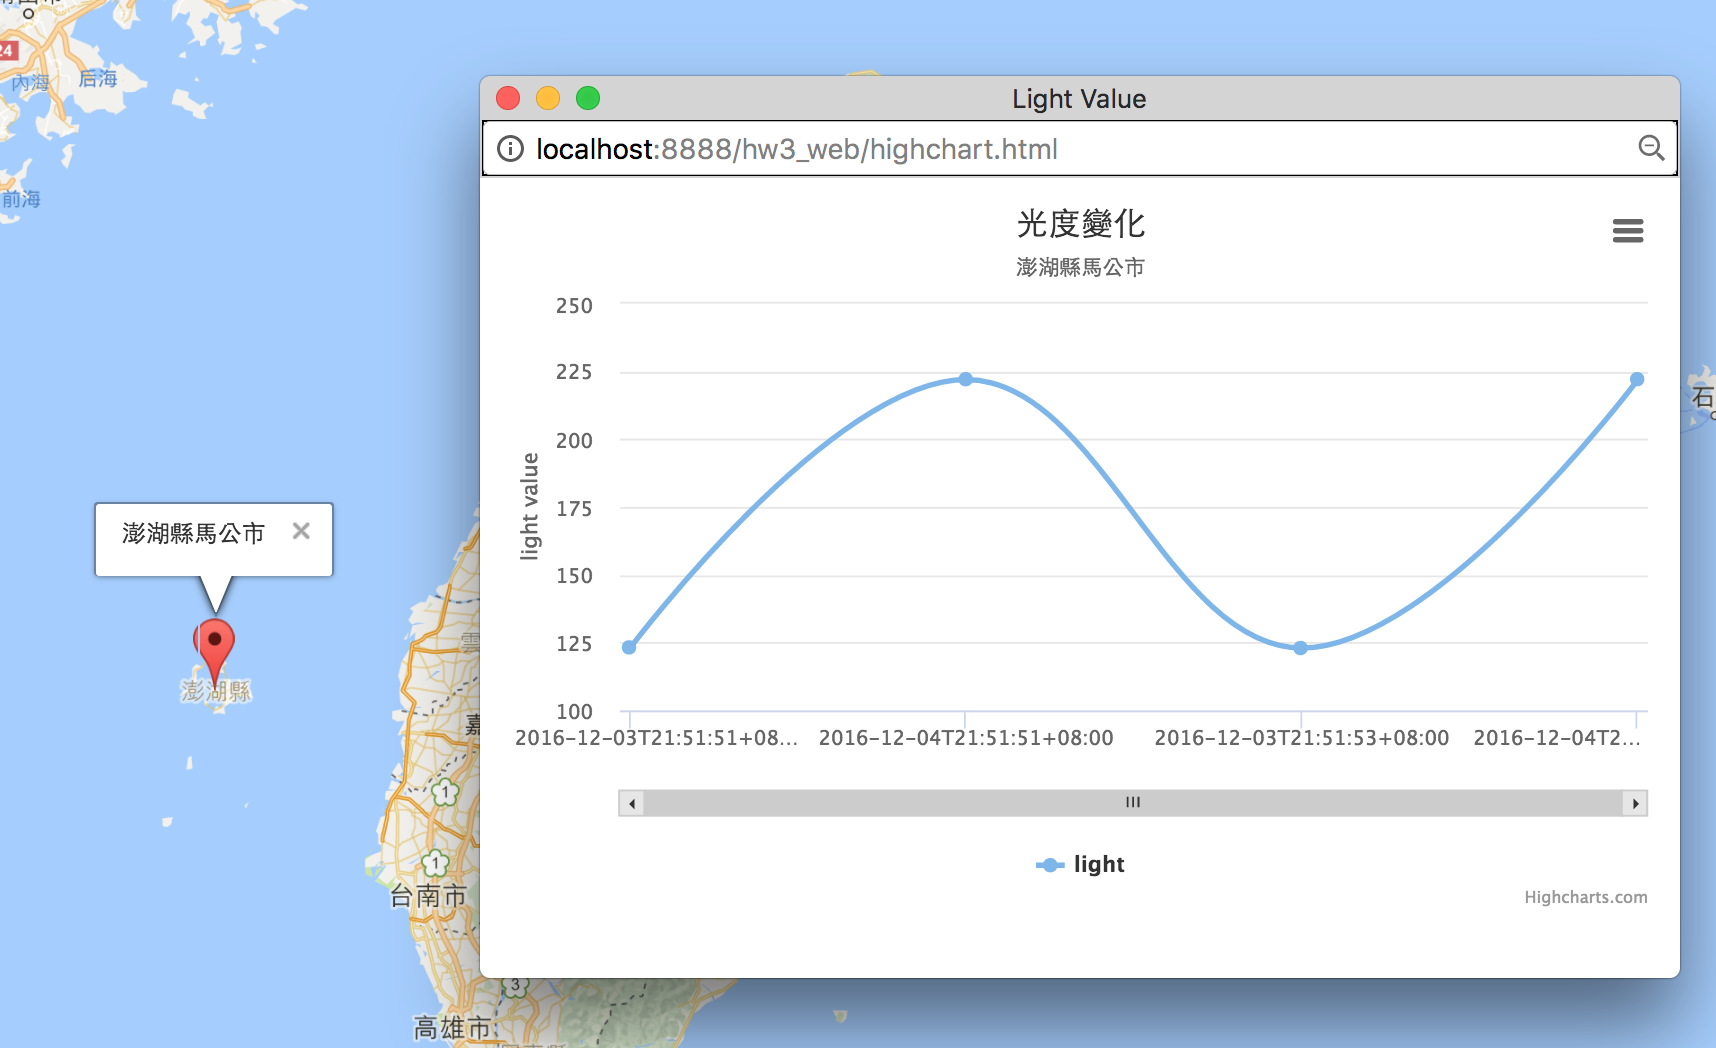 24
內海
后海
前海
澎湖縣馬公市
澎湖縣
雲
嘉
1
1
台南市
3
高雄市
石
Light Value
localhost:8888/hw3_web/highchart.html
光度變化
澎湖縣馬公市
250
225
200
175
150
125
100
light value
2016-12-03T21:51:51+08...
2016-12-04T21:51:51+08:00
2016-12-03T21:51:53+08:00
2016-12-04T2...
light
Highcharts.com